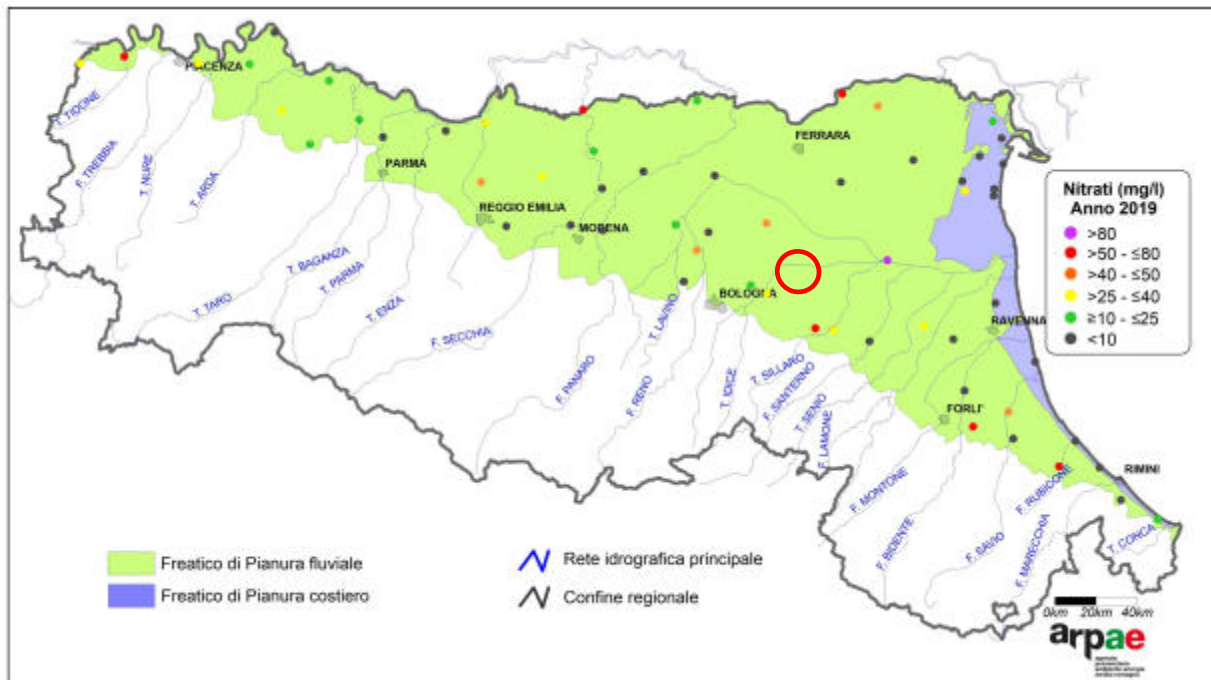 PIACENZA
T. TIDONE
F. TREBBIA
T. NURE
T. ARDA
PARMA
FERRARA
REGGIO EMILIA
MODENA
T. BAGANZA
T. PARMA
T. TARO
T. ENZA
F. SECCHIA
F. PANARO
T. LAVINO
F. RENO
BOLOGNA
T. IDICE
T. SILLARO
F. SANTERNO
T. SENIO
F. LAMONE
RAVENNA
FORLI'
F. MONTONE
F. BIDENTE
F. SAVIO
F. RUBICONE
F. MARECCHIA
RIMINI
T. CONCA
Nitrati (mg/l)
Anno 2019
>80
>50 - ≤80
>40 - ≤50
>25 - ≤40
≥10 - ≤25
<10
Freatico di Pianura fluviale
Freatico di Pianura costiero
Rete idrografica principale
Confine regionale
0km 20km 40km
arpae